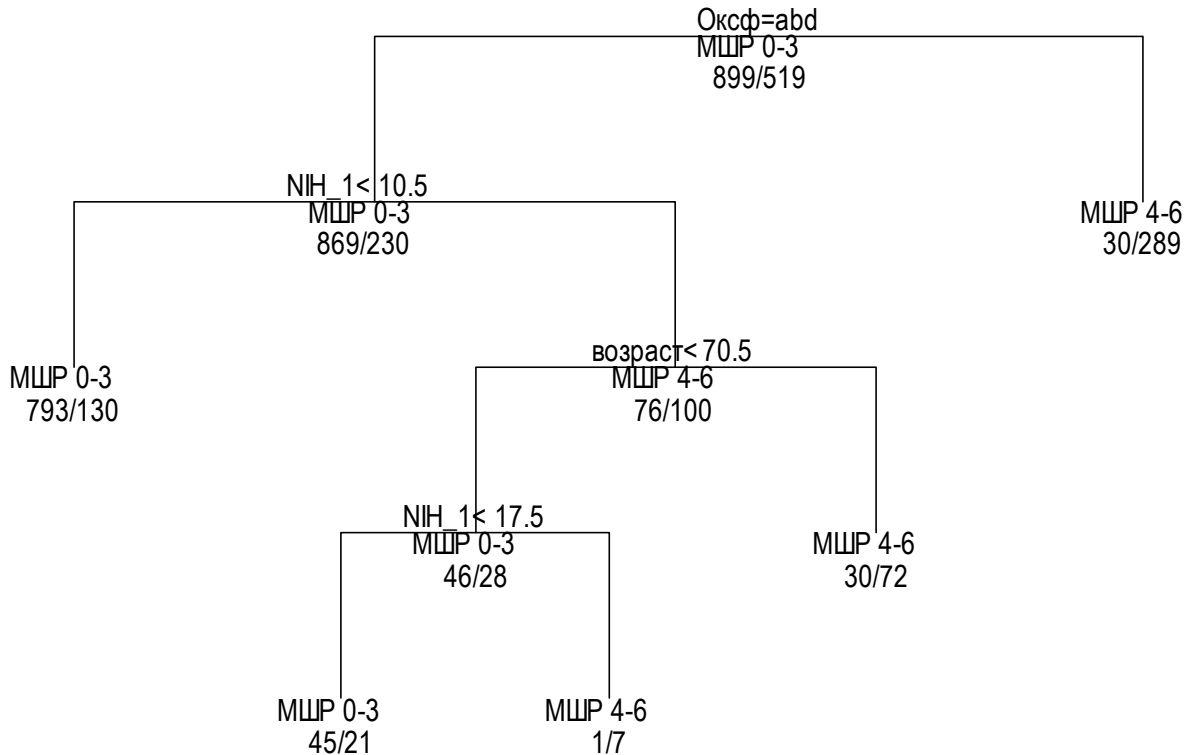 Оксф=abd
МШР 0-3
899/519
NIH_1< 10.5
МШР 0-3
869/230
МШР 4-6
30/289
МШР 0-3
793/130
возраст< 70.5
МШР 4-6
76/100
NIH_1< 17.5
МШР 0-3
46/28
МШР 4-6
30/72
МШР 0-3
45/21
МШР 4-6
1/7